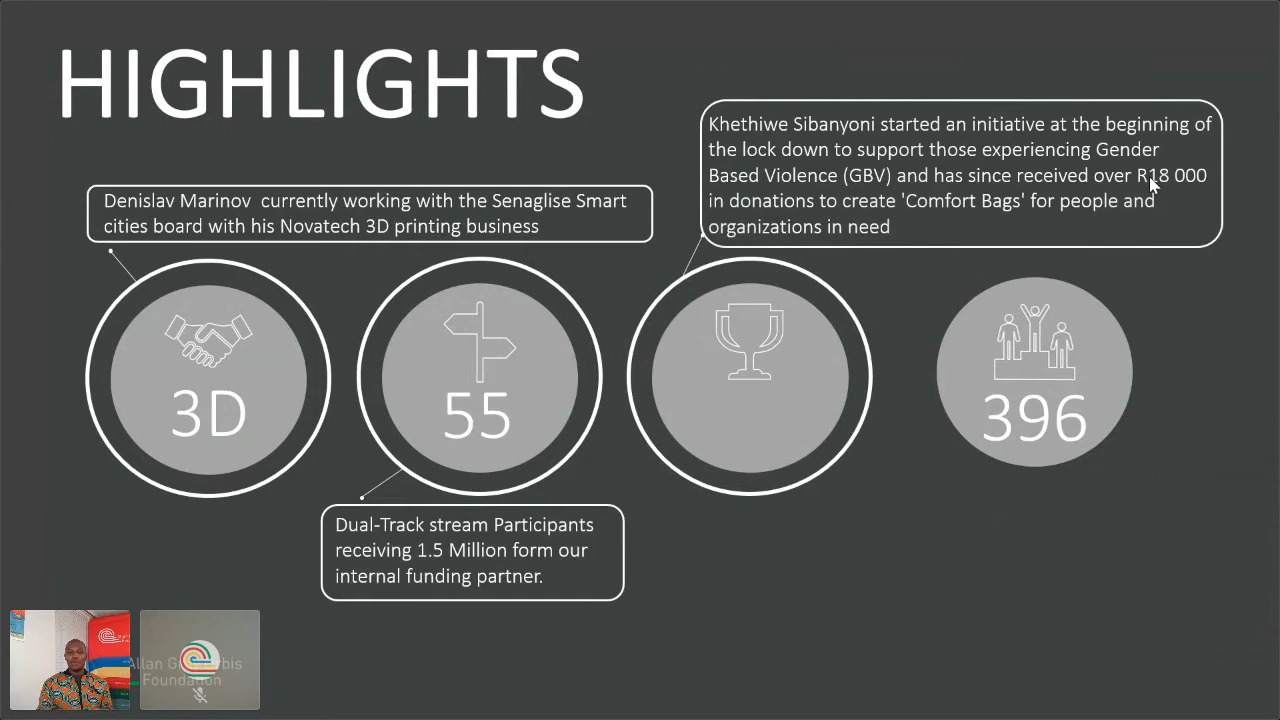 HIGHLIGHTS
Khethiwe Sibanyoni started an initiative at the beginning of
the lock down to support those experiencing Gender
Based Violence (GBV) and has since received over R18 000
in donations to create 'Comfort Bags' for people and
organizations in need
Denislav Marinov currently working with the Senaglise Smart
cities board with his Novatech 3D printing business
3D
55
396
Dual-Track stream Participants
receiving 1.5 Million form our
internal funding partner.
Allan
Foundation